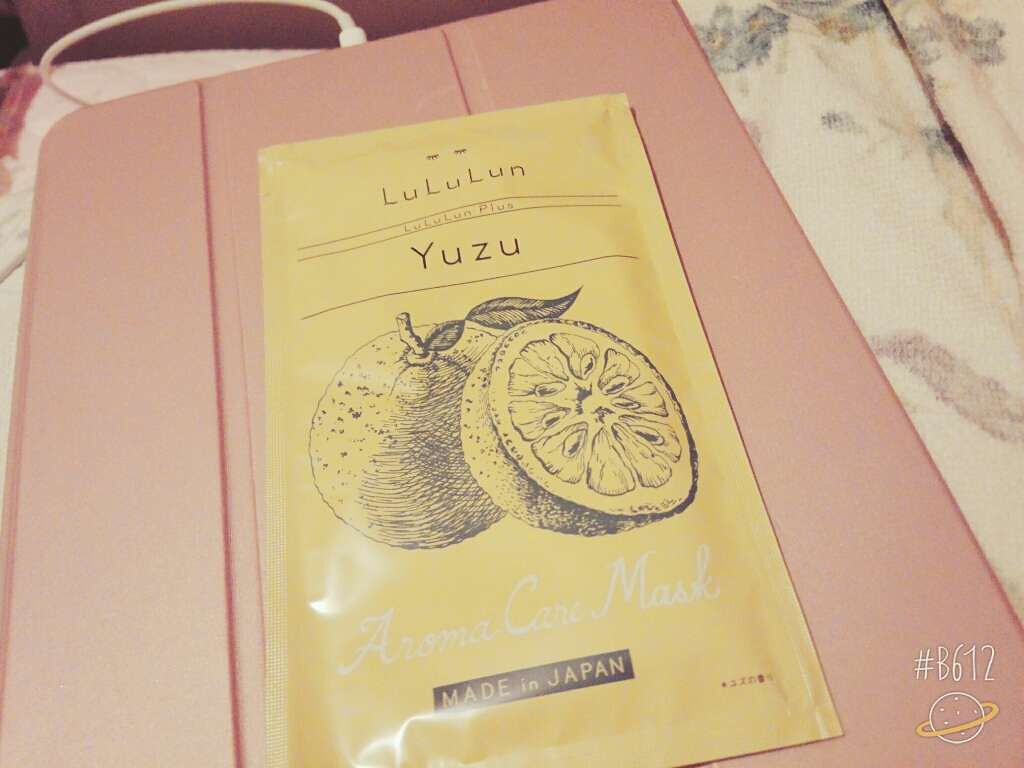 LuLuLun
LuLuLun Plus
Yuzu
Aroma Care Mask
MADE in JAPAN
★ユズの香り
#B612